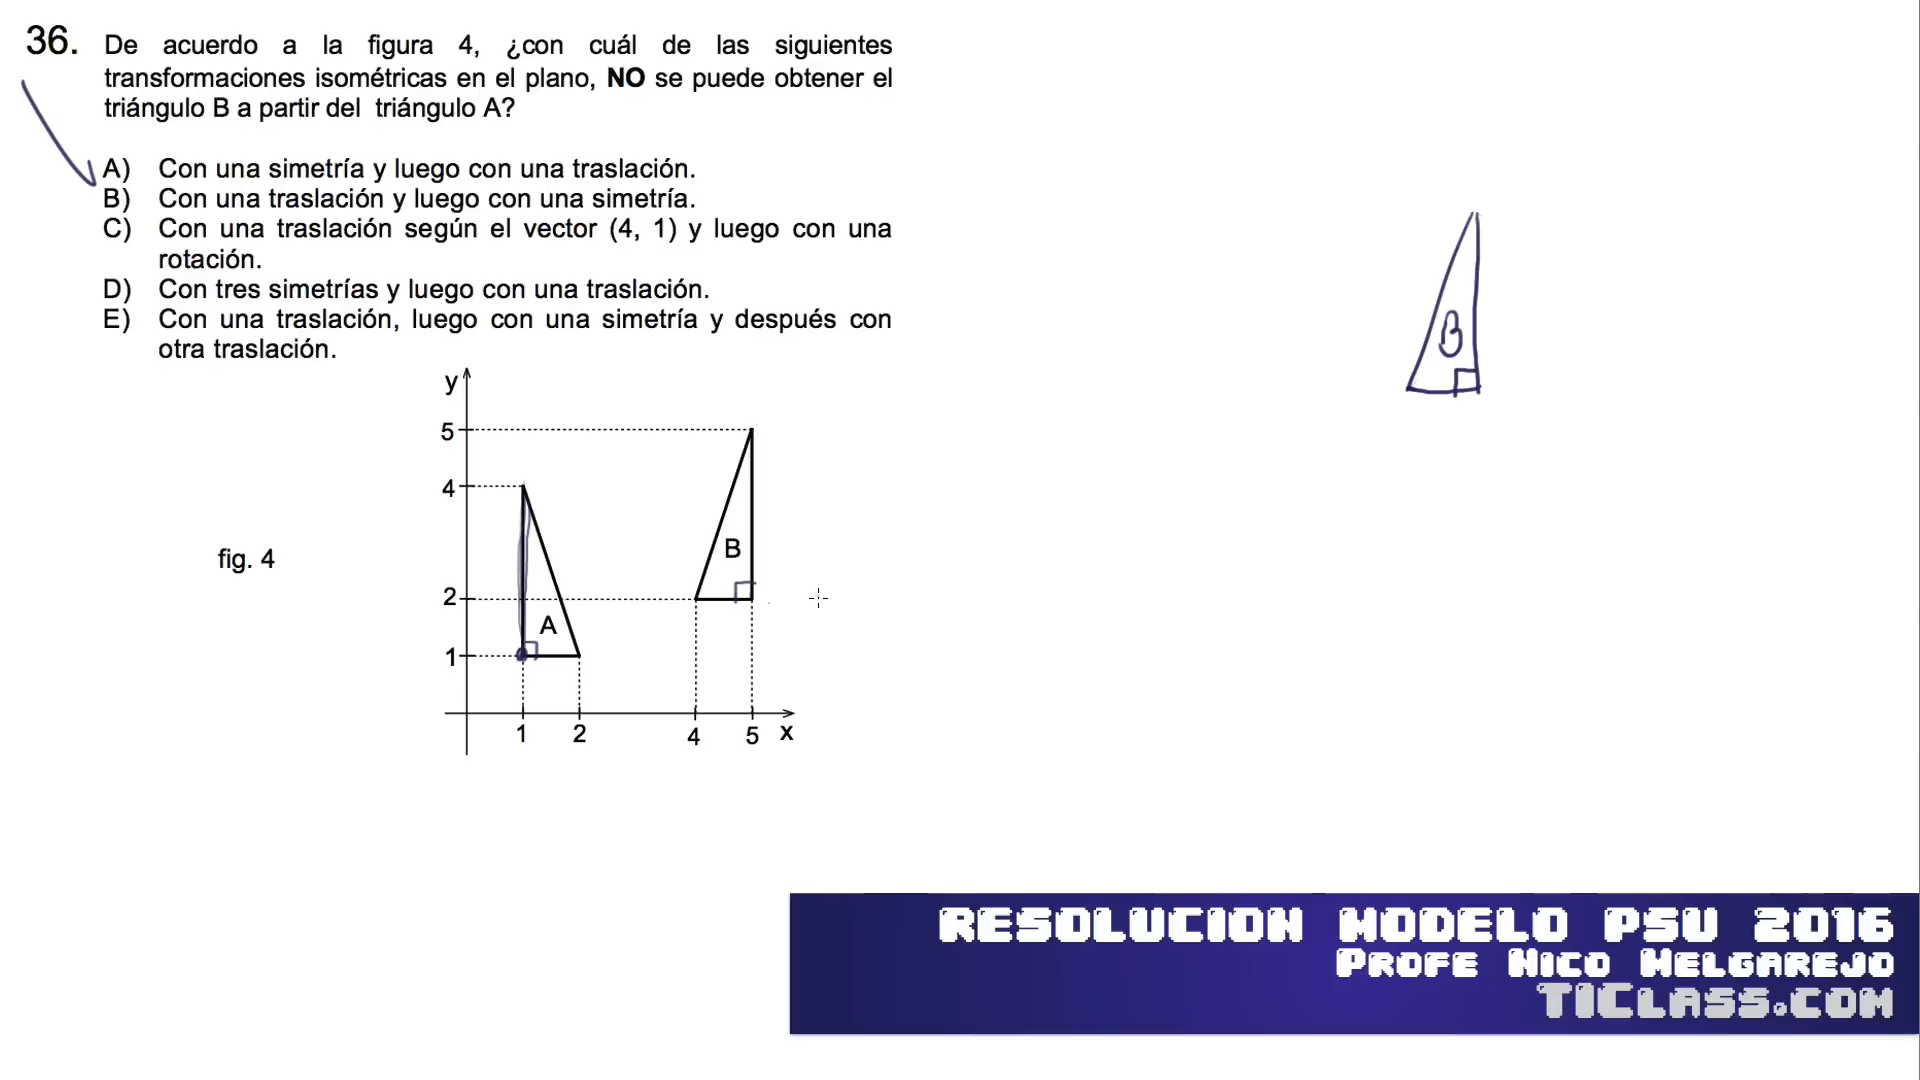 36. De acuerdo a la figura 4, ¿con cuál de las siguientes
transformaciones isométricas en el plano, NO se puede obtener el
triángulo B a partir del triángulo A?
A) Con una simetría y luego con una traslación.
B) Con una traslación y luego con una simetría.
C) Con una traslación según el vector (4, 1) y luego con una
rotación.
D) Con tres simetrías y luego con una traslación.
E) Con una traslación, luego con una simetría y después con
otra traslación.
y
5
4
2
1
A
B
fig. 4
1 2 4 5 x
B
RESOLUCION MODELO PSU 2016
PROFE NICO MELGAREJO
TICLASS.COM